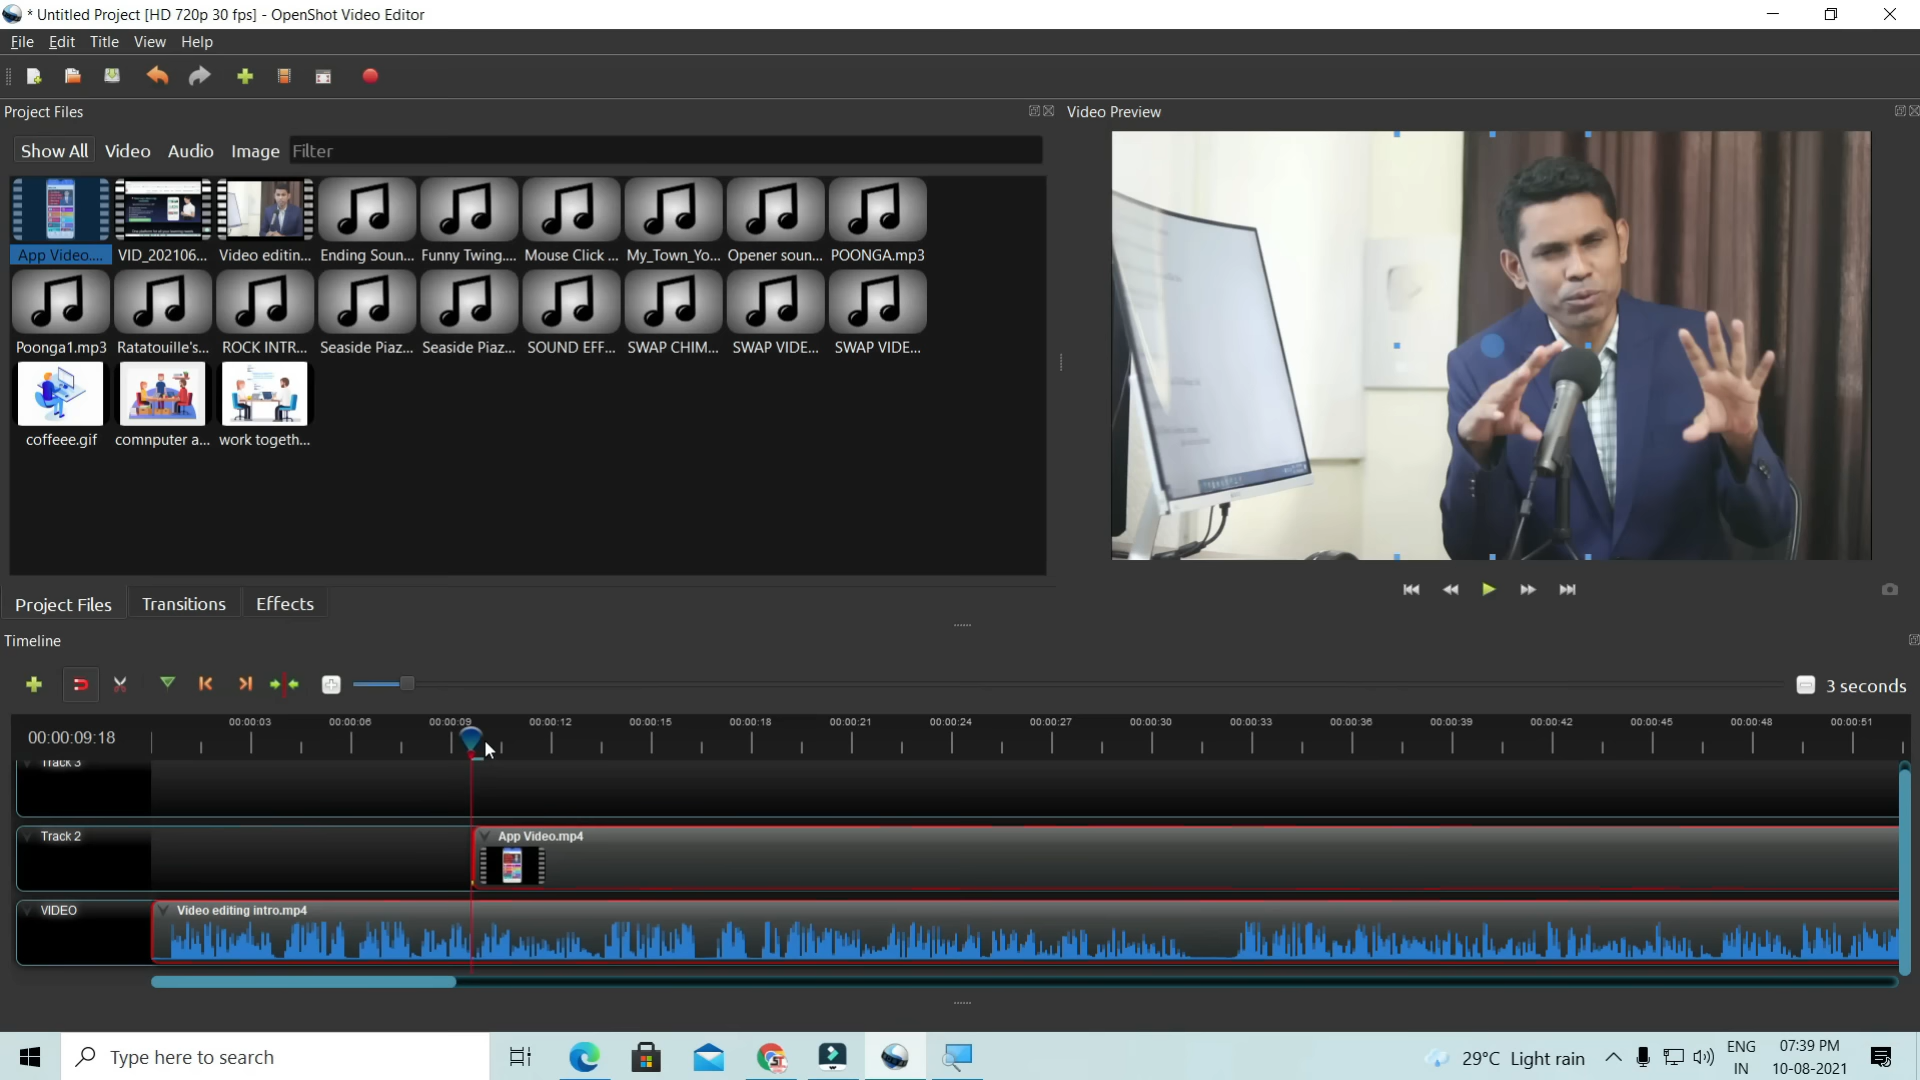 * Untitled Project [HD 720p 30 fps] - OpenShot Video Editor
File Edit Title View Help
Project Files
Video Preview
Show All Video Audio Image Filter
App Video.... VID_202106... Video editin... Ending Soun... Funny Twing.... Mouse Click ... My_Town_Yo... Opener soun... POONGA.mp3
Poonga1.mp3 Ratatouille's... ROCK INTR... Seaside Piaz... Seaside Piaz... SOUND EFF... SWAP CHIM... SWAP VIDE... SWAP VIDE...
coffeee.gif comnputer a... work togeth...
Project Files Transitions Effects
Timeline
3 seconds
00:00:09:18
00:00:03 00:00:06 00:00:09 00:00:12 00:00:15 00:00:18 00:00:21 00:00:24 00:00:27 00:00:30 00:00:33 00:00:36 00:00:39 00:00:42 00:00:45 00:00:48 00:00:51
Track 3
Track 2
App Video.mp4
VIDEO
Video editing intro.mp4
Type here to search
29°C Light rain
ENG
IN
07:39 PM
10-08-2021